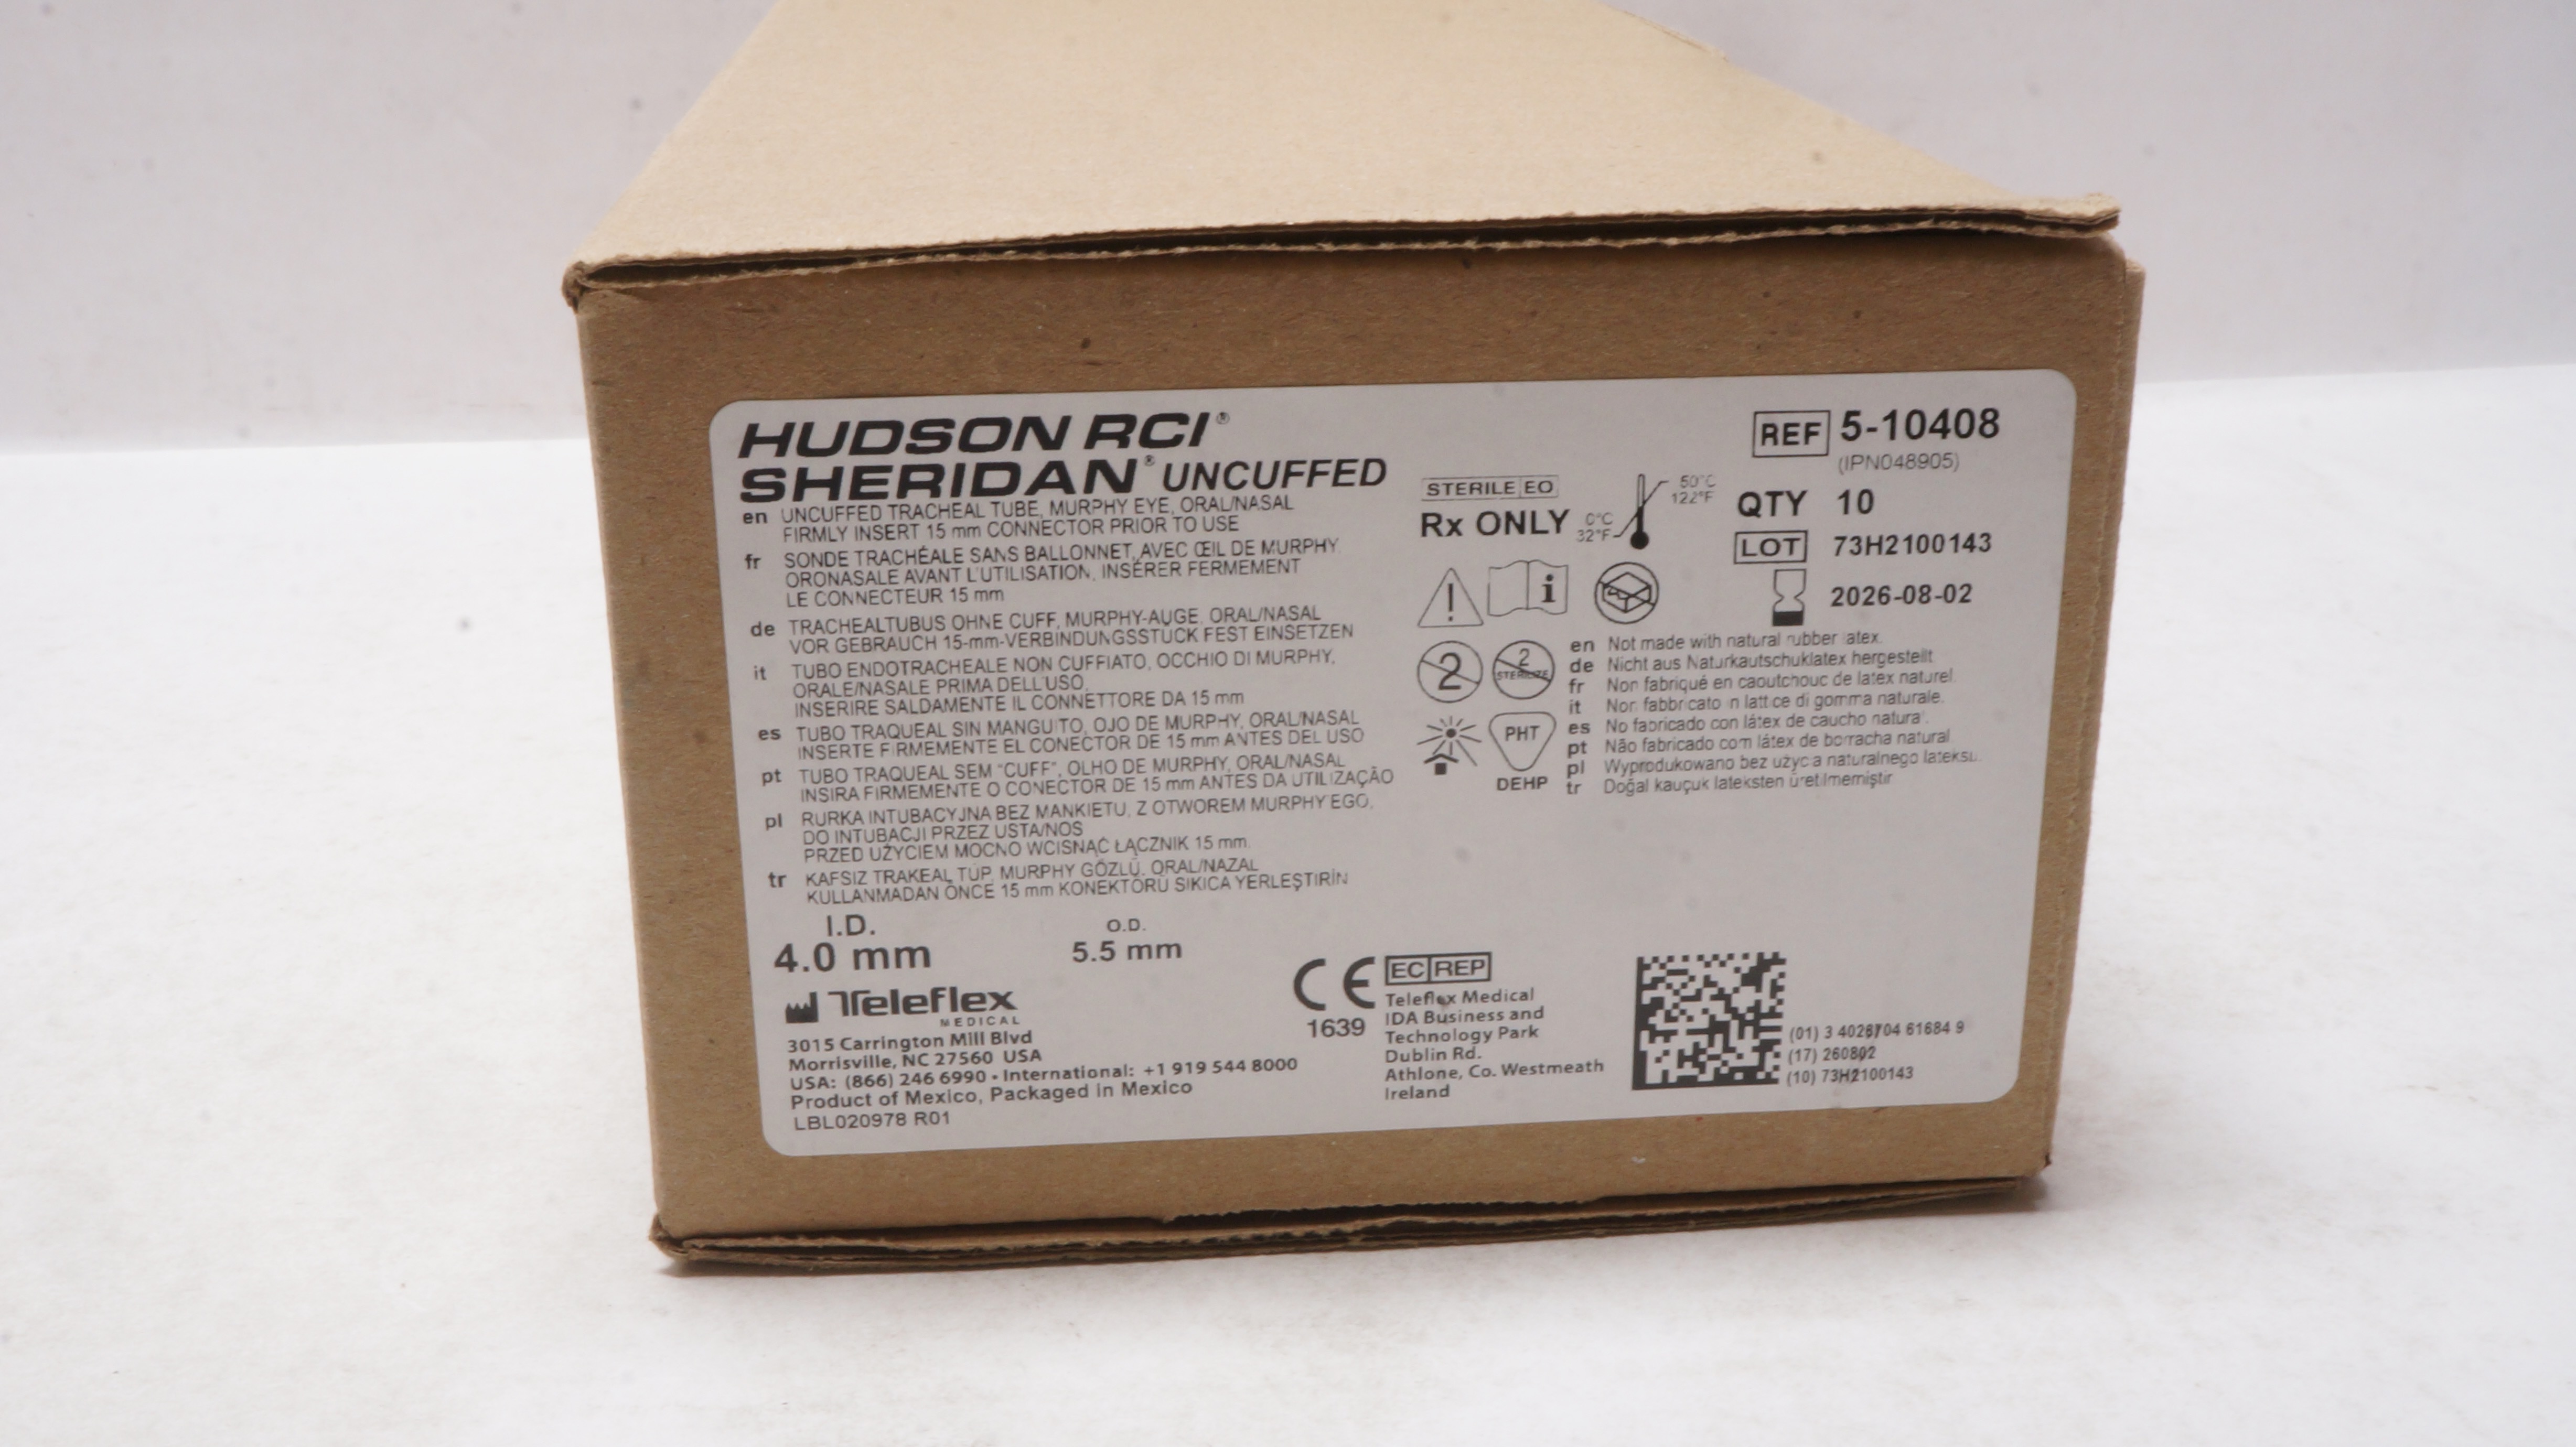 HUDSON RCI®
SHERIDAN® UNCUFFED
en UNCUFFED TRACHEAL TUBE, MURPHY EYE, ORAL/NASAL
FIRMLY INSERT 15 mm CONNECTOR PRIOR TO USE
fr SONDE TRACHÉALE SANS BALLONNET, AVEC ŒIL DE MURPHY,
ORONASALE AVANT L'UTILISATION, INSÉRER FERMEMENT
LE CONNECTEUR 15 mm
de TRACHEALTUBUS OHNE CUFF, MURPHY-AUGE, ORAL/NASAL
VOR GEBRAUCH 15-mm-VERBINDUNGSSTÜCK FEST EINSETZEN
it TUBO ENDOTRACHEALE NON CUFFIATO, OCCHIO DI MURPHY,
ORALE/NASALE PRIMA DELL'USO,
INSERIRE SALDAMENTE IL CONNETTORE DA 15 mm
es TUBO TRAQUEAL SIN MANGUITO, OJO DE MURPHY, ORAL/NASAL
INSERTE FIRMEMENTE EL CONECTOR DE 15 mm ANTES DEL USO
pt TUBO TRAQUEAL SEM "CUFF", OLHO DE MURPHY, ORAL/NASAL
INSIRA FIRMEMENTE O CONECTOR DE 15 mm ANTES DA UTILIZAÇÃO
pl RURKA INTUBACYJNA BEZ MANKIETU, Z OTWOREM MURPHY'EGO,
DO INTUBACJI PRZEZ USTA/NOS
PRZED UŻYCIEM MOCNO WCISNĄĆ ŁĄCZNIK 15 mm.
tr KAFSIZ TRAKEAL TÜP, MURPHY GÖZLÜ, ORAL/NAZAL
KULLANMADAN ÖNCE 15 mm KONEKTÖRÜ SIKICA YERLEŞTİRİN
I.D.
4.0 mm
O.D.
5.5 mm
Teleflex
MEDICAL
3015 Carrington Mill Blvd
Morrisville, NC 27560 USA
USA: (866) 246 6990 • International: +1 919 544 8000
Product of Mexico, Packaged in Mexico
LBL020978 R01
STERILE EO
Rx ONLY
0°C
32°F
50°C
122°F
i
2
2
STERILIZE
PHT
DEHP
REF 5-10408
(IPN048905)
QTY 10
LOT 73H2100143
2026-08-02
en Not made with natural rubber latex.
de Nicht aus Naturkautschuklatex hergestellt.
fr Non fabriqué en caoutchouc de latex naturel.
it Non fabbricato in lattice di gomma naturale.
es No fabricado con látex de caucho natural.
pt Não fabricado com látex de borracha natural.
pl Wyprodukowano bez użycia naturalnego lateksu.
tr Doğal kauçuk lateksten üretilmemiştir
CE
1639
EC REP
Teleflex Medical
IDA Business and
Technology Park
Dublin Rd.
Athlone, Co. Westmeath
Ireland
(01) 3 4026704 61684 9
(17) 260802
(10) 73H2100143